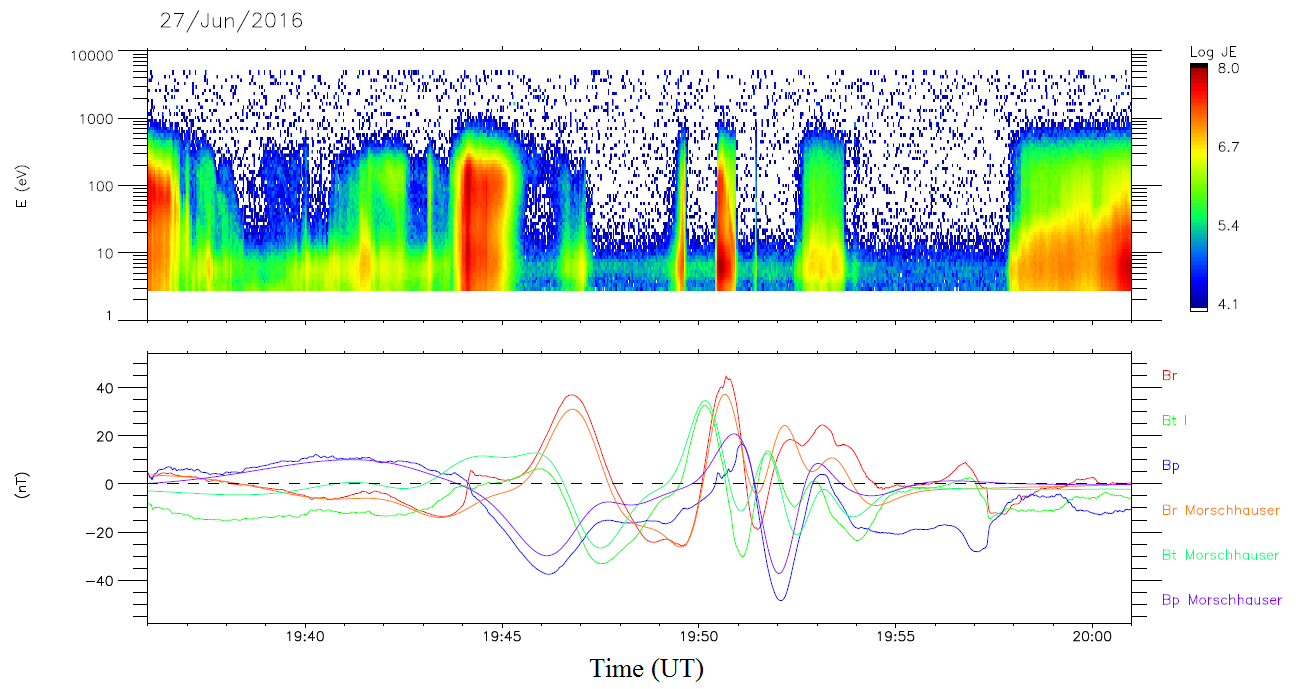 27/Jun/2016
Log JE
10000
1000
100
10
1
E (eV)
8.0
6.7
5.4
4.1
40
20
0
−20
−40
(nT)
Br
Bt l
Bp
Br Morschhauser
Bt Morschhauser
Bp Morschhauser
19:40 19:45 19:50 19:55 20:00
Time (UT)